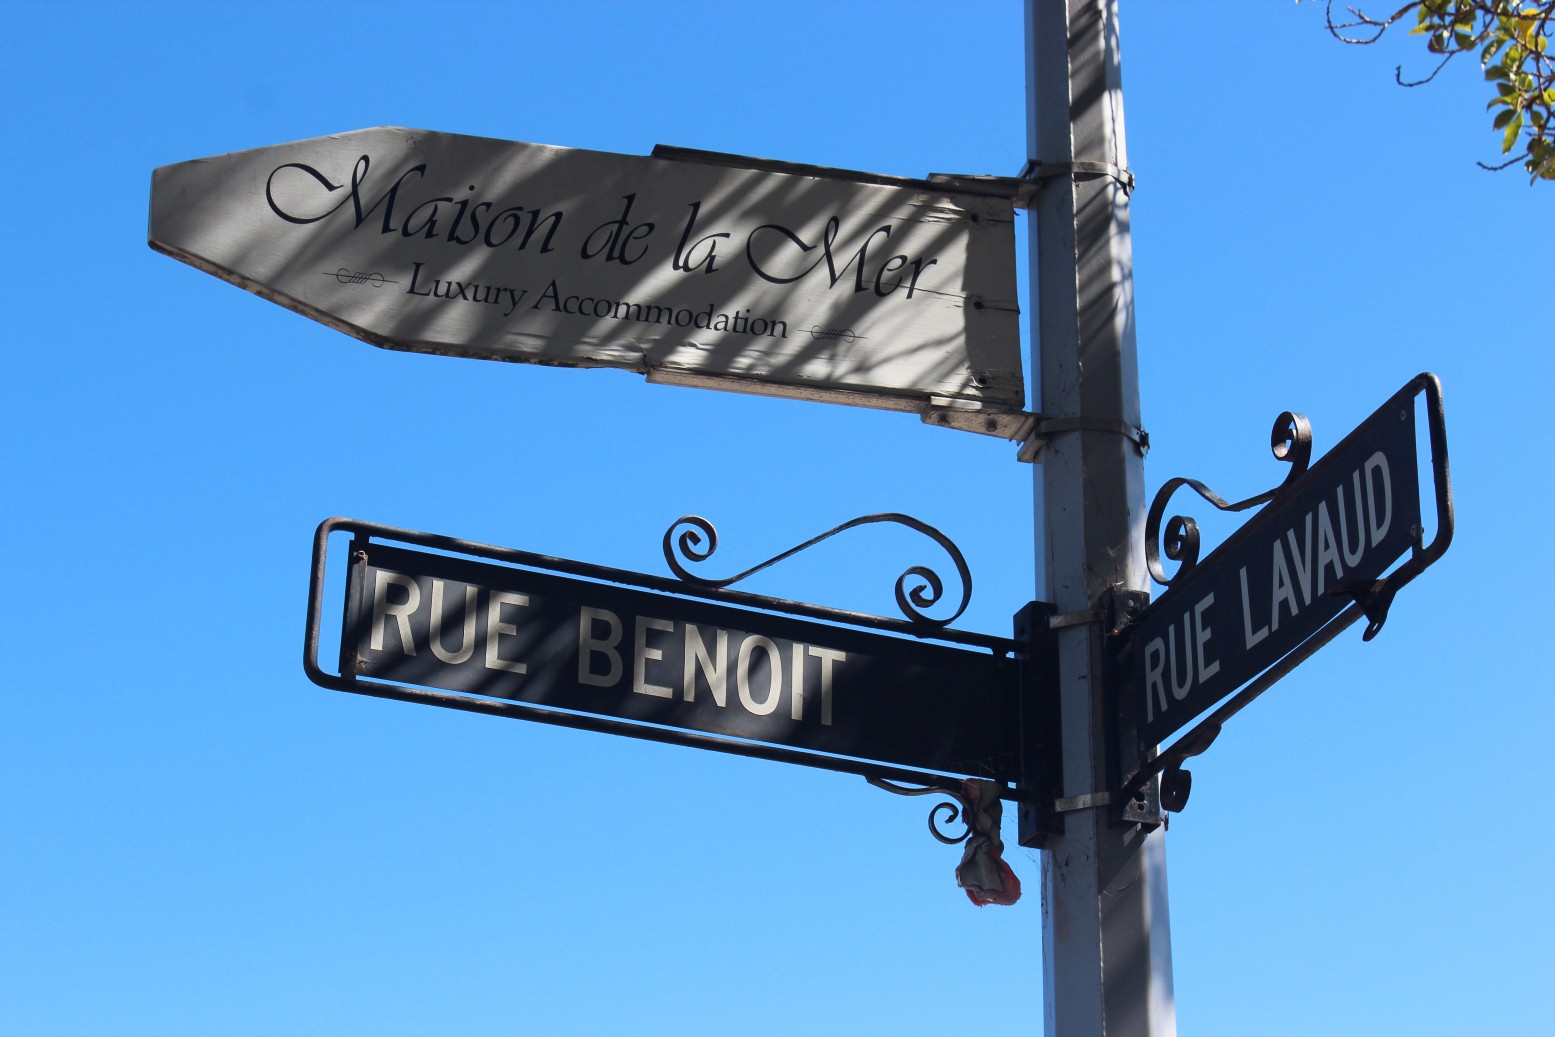 Maison de la Mer
Luxury Accommodation
RUE BENOIT
RUE LAVAUD